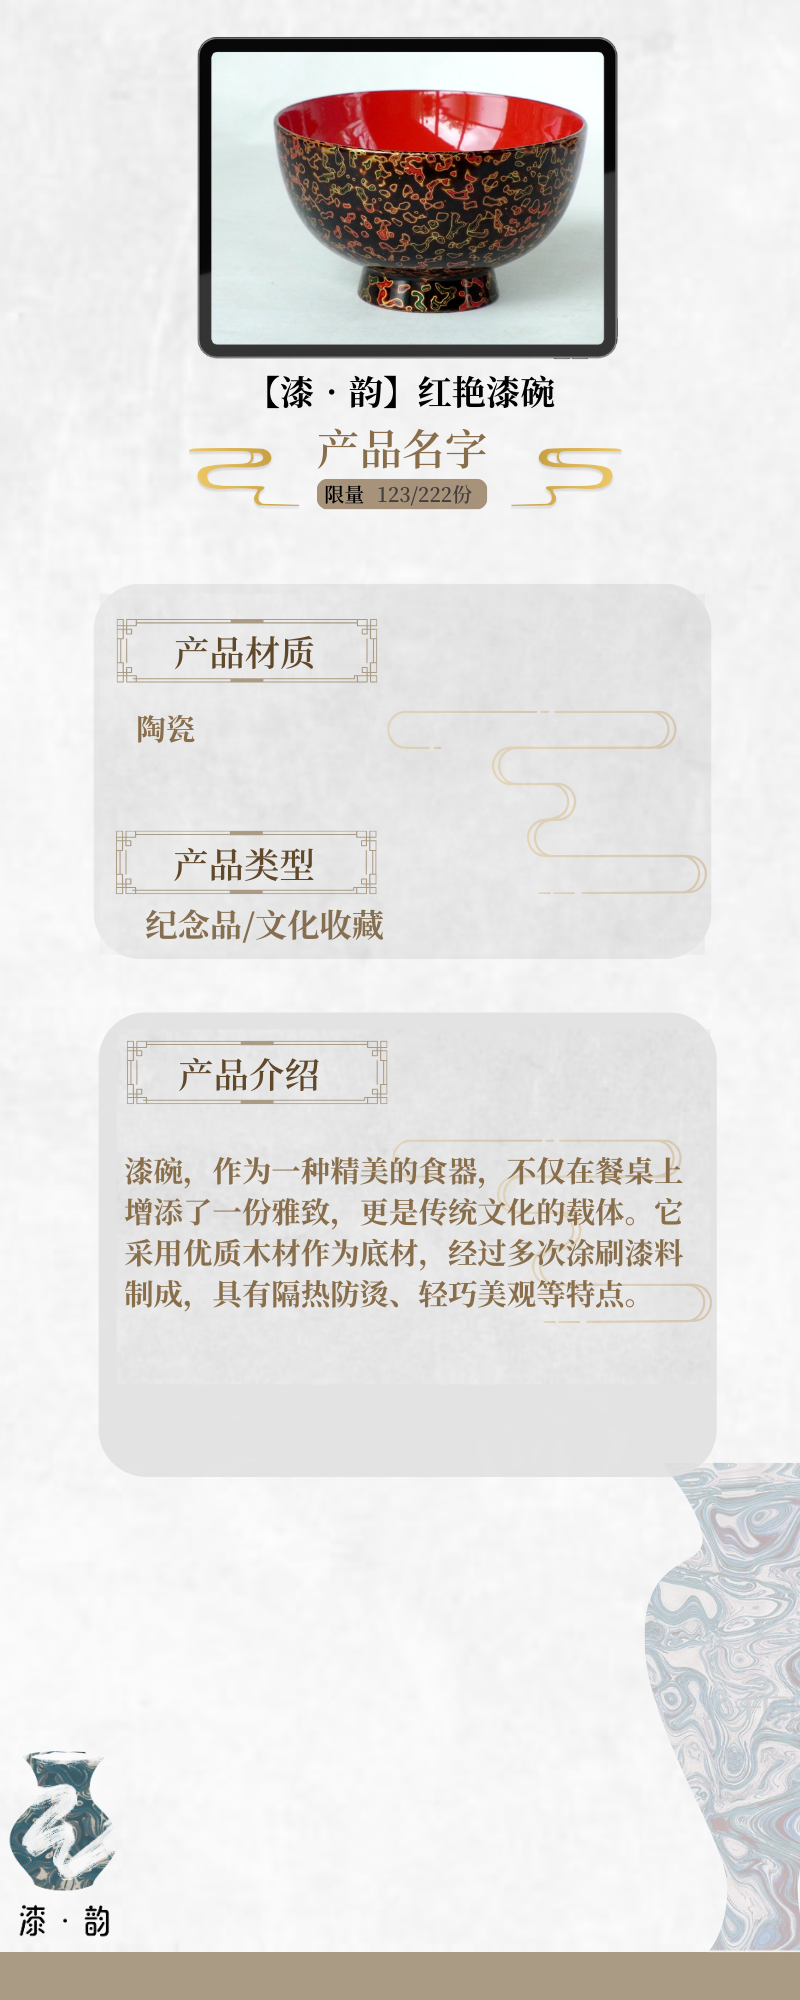 【漆·韵】红艳漆碗
产品名字
限量 123/222份
产品材质
陶瓷
产品类型
纪念品/文化收藏
产品介绍
漆碗，作为一种精美的食器，不仅在餐桌上
增添了一份雅致，更是传统文化的载体。它
采用优质木材作为底材，经过多次涂刷漆料
制成，具有隔热防烫、轻巧美观等特点。
漆·韵